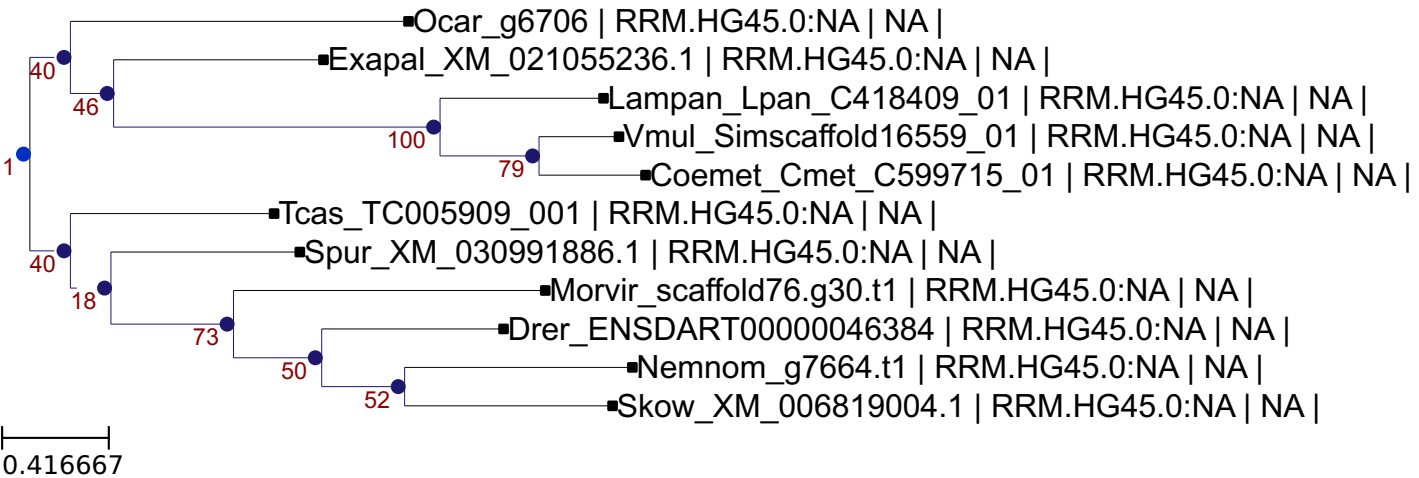 Ocar_g6706 | RRM.HG45.0:NA | NA |
40
Exapal_XM_021055236.1 | RRM.HG45.0:NA | NA |
46
Lampan_Lpan_C418409_01 | RRM.HG45.0:NA | NA |
100
Vmul_Simscaffold16559_01 | RRM.HG45.0:NA | NA |
1
79
Coemet_Cmet_C599715_01 | RRM.HG45.0:NA | NA |
Tcas_TC005909_001 | RRM.HG45.0:NA | NA |
40
Spur_XM_030991886.1 | RRM.HG45.0:NA | NA |
18
Morvir_scaffold76.g30.t1 | RRM.HG45.0:NA | NA |
73
Drer_ENSDART00000046384 | RRM.HG45.0:NA | NA |
50
Nemnom_g7664.t1 | RRM.HG45.0:NA | NA |
52
Skow_XM_006819004.1 | RRM.HG45.0:NA | NA |
0.416667